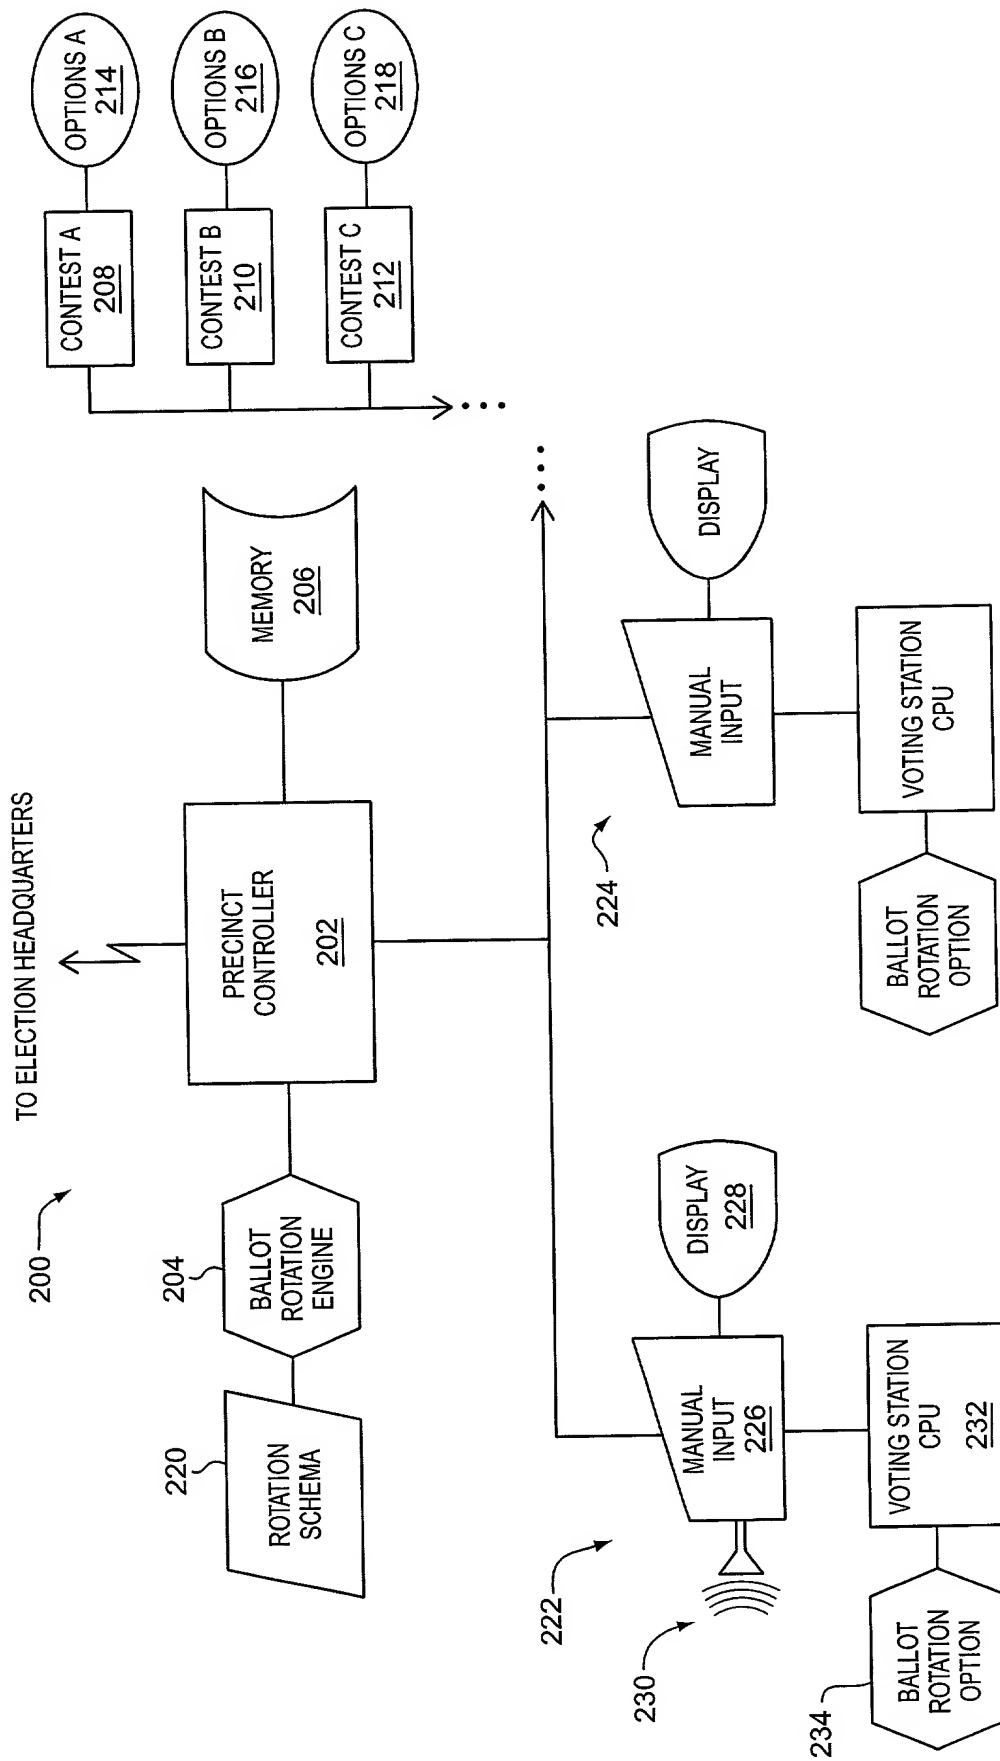 TO ELECTION HEADQUARTERS
200
PRECINCT
CONTROLLER
202
204
BALLOT
ROTATION
ENGINE
220
ROTATION
SCHEMA
MEMORY
206
CONTEST A
208
OPTIONS A
214
CONTEST B
210
OPTIONS B
216
CONTEST C
212
OPTIONS C
218
...
...
222
230
MANUAL
INPUT
226
DISPLAY
228
VOTING STATION
CPU
232
234
BALLOT
ROTATION
OPTION
224
MANUAL
INPUT
DISPLAY
VOTING STATION
CPU
BALLOT
ROTATION
OPTION